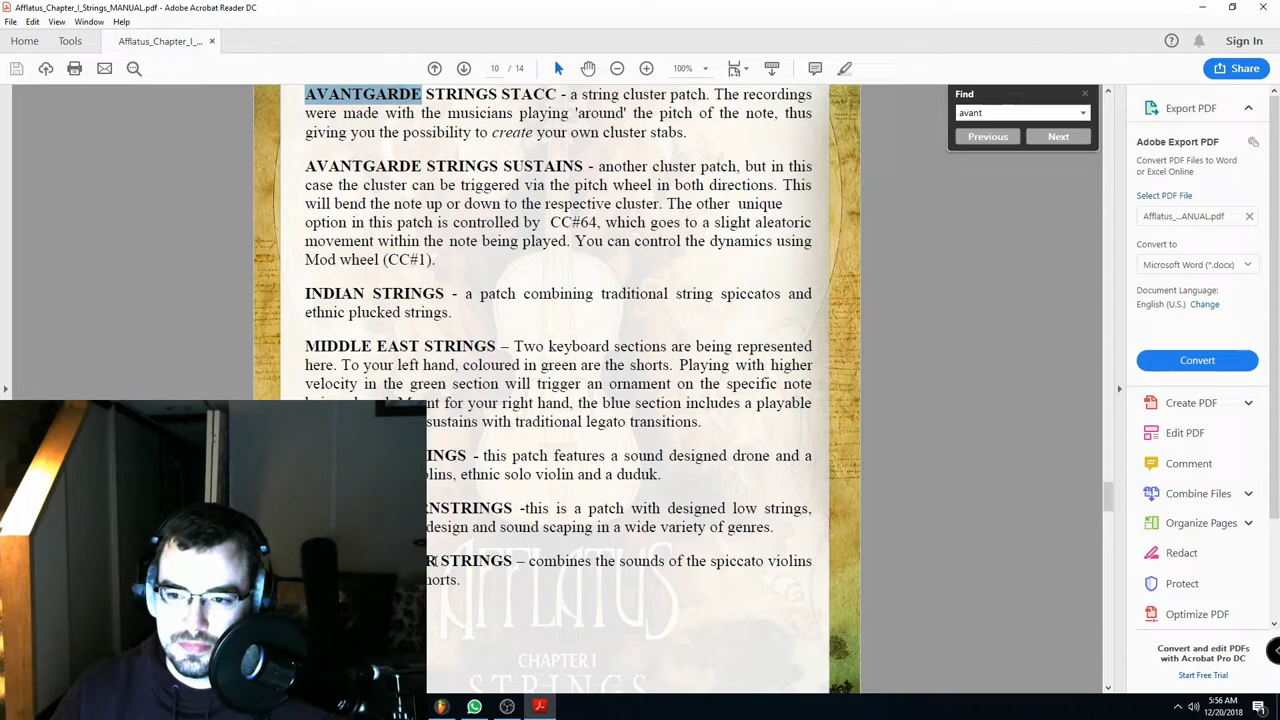 Afflatus_Chapter_I_Strings_MANUAL.pdf - Adobe Acrobat Reader DC
File Edit View Window Help
Home Tools Afflatus_Chapter_I_... × Sign In
10 / 14 100% Share
AVANTGARDE STRINGS STACC - a string cluster patch. The recordings
were made with the musicians playing 'around' the pitch of the note, thus
giving you the possibility to create your own cluster stabs.
AVANTGARDE STRINGS SUSTAINS - another cluster patch, but in this
case the cluster can be triggered via the pitch wheel in both directions. This
will bend the note up or down to the respective cluster. The other unique
option in this patch is controlled by CC#64, which goes to a slight aleatoric
movement within the note being played. You can control the dynamics using
Mod wheel (CC#1).
INDIAN STRINGS - a patch combining traditional string spiccatos and
ethnic plucked strings.
MIDDLE EAST STRINGS – Two keyboard sections are being represented
here. To your left hand, coloured in green are the shorts. Playing with higher
velocity in the green section will trigger an ornament on the specific note
for your right hand, the blue section includes a playable
sustains with traditional legato transitions.
INGS - this patch features a sound designed drone and a
lins, ethnic solo violin and a duduk.
RNSTRINGS -this is a patch with designed low strings,
design and sound scaping in a wide variety of genres.
R STRINGS – combines the sounds of the spiccato violins
horts.
AFFLATUS
CHAPTER I
STRINGS
Find
avant
Previous Next
Export PDF
Adobe Export PDF
Convert PDF Files to Word
or Excel Online
Select PDF File
Afflatus_...ANUAL.pdf
Convert to
Microsoft Word (*.docx)
Document Language:
English (U.S.) Change
Convert
Create PDF
Edit PDF
Comment
Combine Files
Organize Pages
Redact
Protect
Optimize PDF
Convert and edit PDFs
with Acrobat Pro DC
Start Free Trial
5:56 AM
12/20/2018